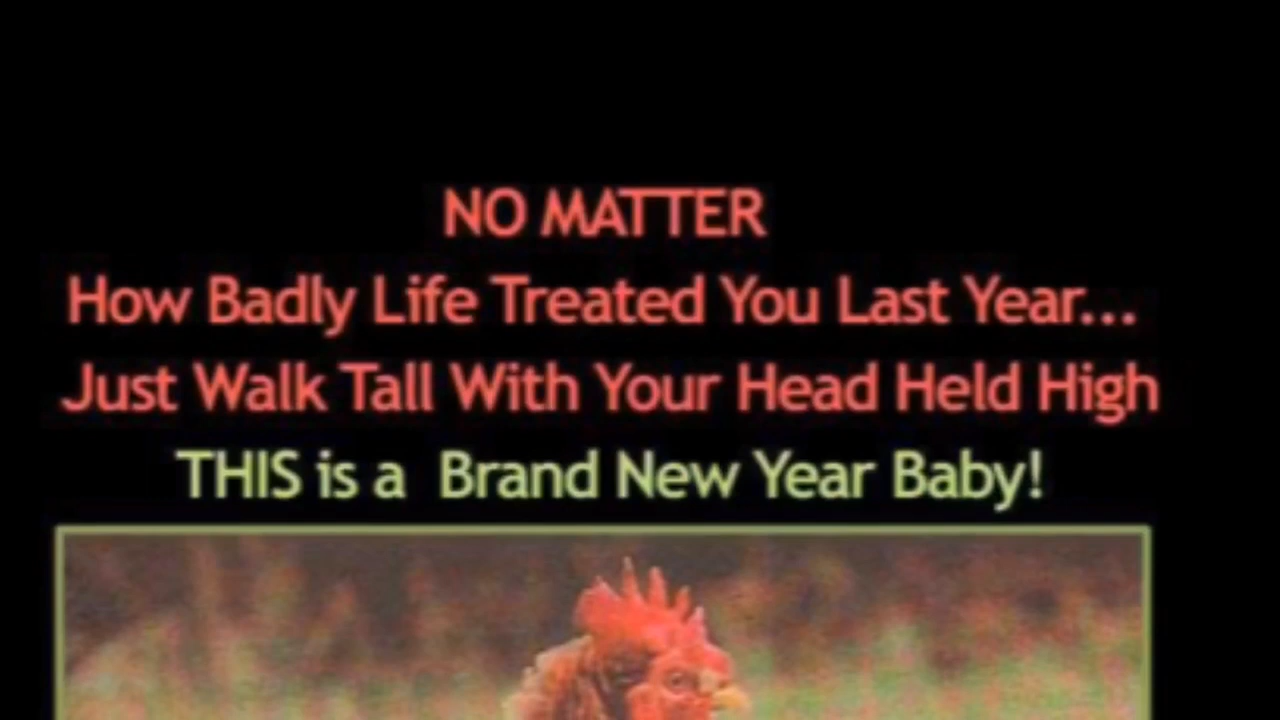 NO MATTER
How Badly Life Treated You Last Year...
Just Walk Tall With Your Head Held High
THIS is a  Brand New Year Baby!